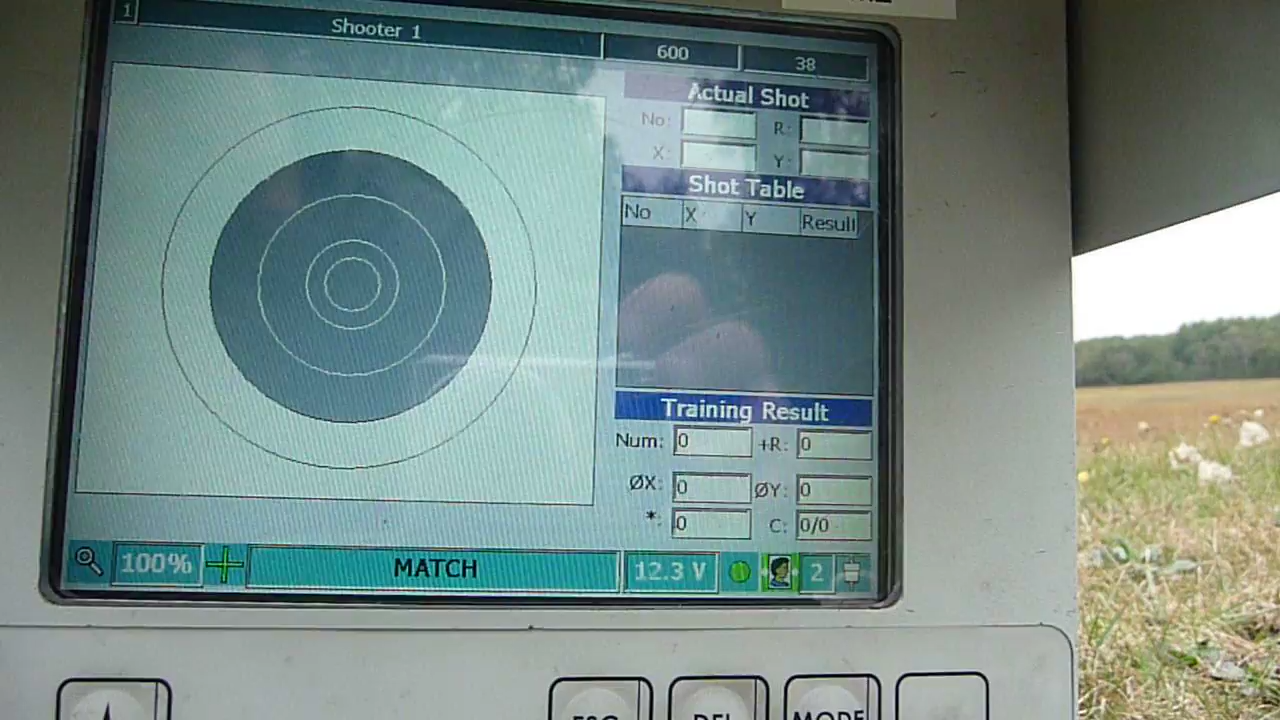 1 Shooter 1 600 38
Actual Shot
No: R:
X: Y:
Shot Table
No X Y Result
Training Result
Num: 0 +R: 0
ØX: 0 ØY: 0
*: 0 C: 0/0
100% MATCH 12.3 V 2
ESC DEL MODE